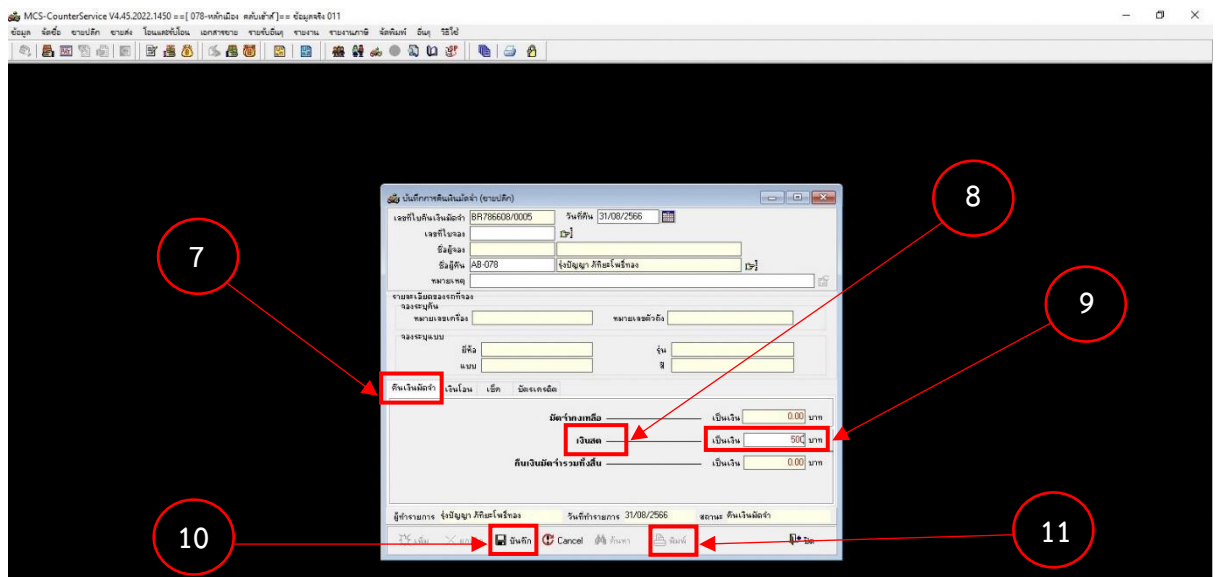 MCS-CounterService V4.45.2022.1450 ==[ 078-หลักเมือง ตลับเช้าศ์]== ข้อมูลจริง 011
ข้อมูล จัดซื้อ ขายปลีก ขายส่ง โอนและรับโอน เอกสารขาย รายรับอื่นๆ รายงาน รายงานภาษี จัดพิมพ์ อื่นๆ วิธีใช้
บันทึกการคืนเงินมัดจำ (ขายปลีก)
เลขที่ใบคืนเงินมัดจำ BR786608/0005 วันที่คืน 31/08/2566
เลขที่ใบจอง
ชื่อผู้จอง
ชื่อผู้คืน AB-078 รุ่งปัญญา ภิทิยะโพธิ์ทอง
หมายเหตุ
รายละเอียดของรถที่จอง
จองระบุคัน
หมายเลขเครื่อง หมายเลขตัวถัง
จองระบุแบบ
ยี่ห้อ รุ่น
แบบ สี
คืนเงินมัดจำ เงินโอน เช็ค บัตรเครดิต
มัดจำคงเหลือ เป็นเงิน 0.00 บาท
เงินสด เป็นเงิน 500 บาท
คืนเงินมัดจำรวมทั้งสิ้น เป็นเงิน 0.00 บาท
ผู้ทำรายการ รุ่งปัญญา ภิทิยะโพธิ์ทอง วันที่ทำรายการ 31/08/2566 สถานะ คืนเงินมัดจำ
เพิ่ม บันทึก Cancel ค้นหา พิมพ์ ปิด
7
8
9
10
11